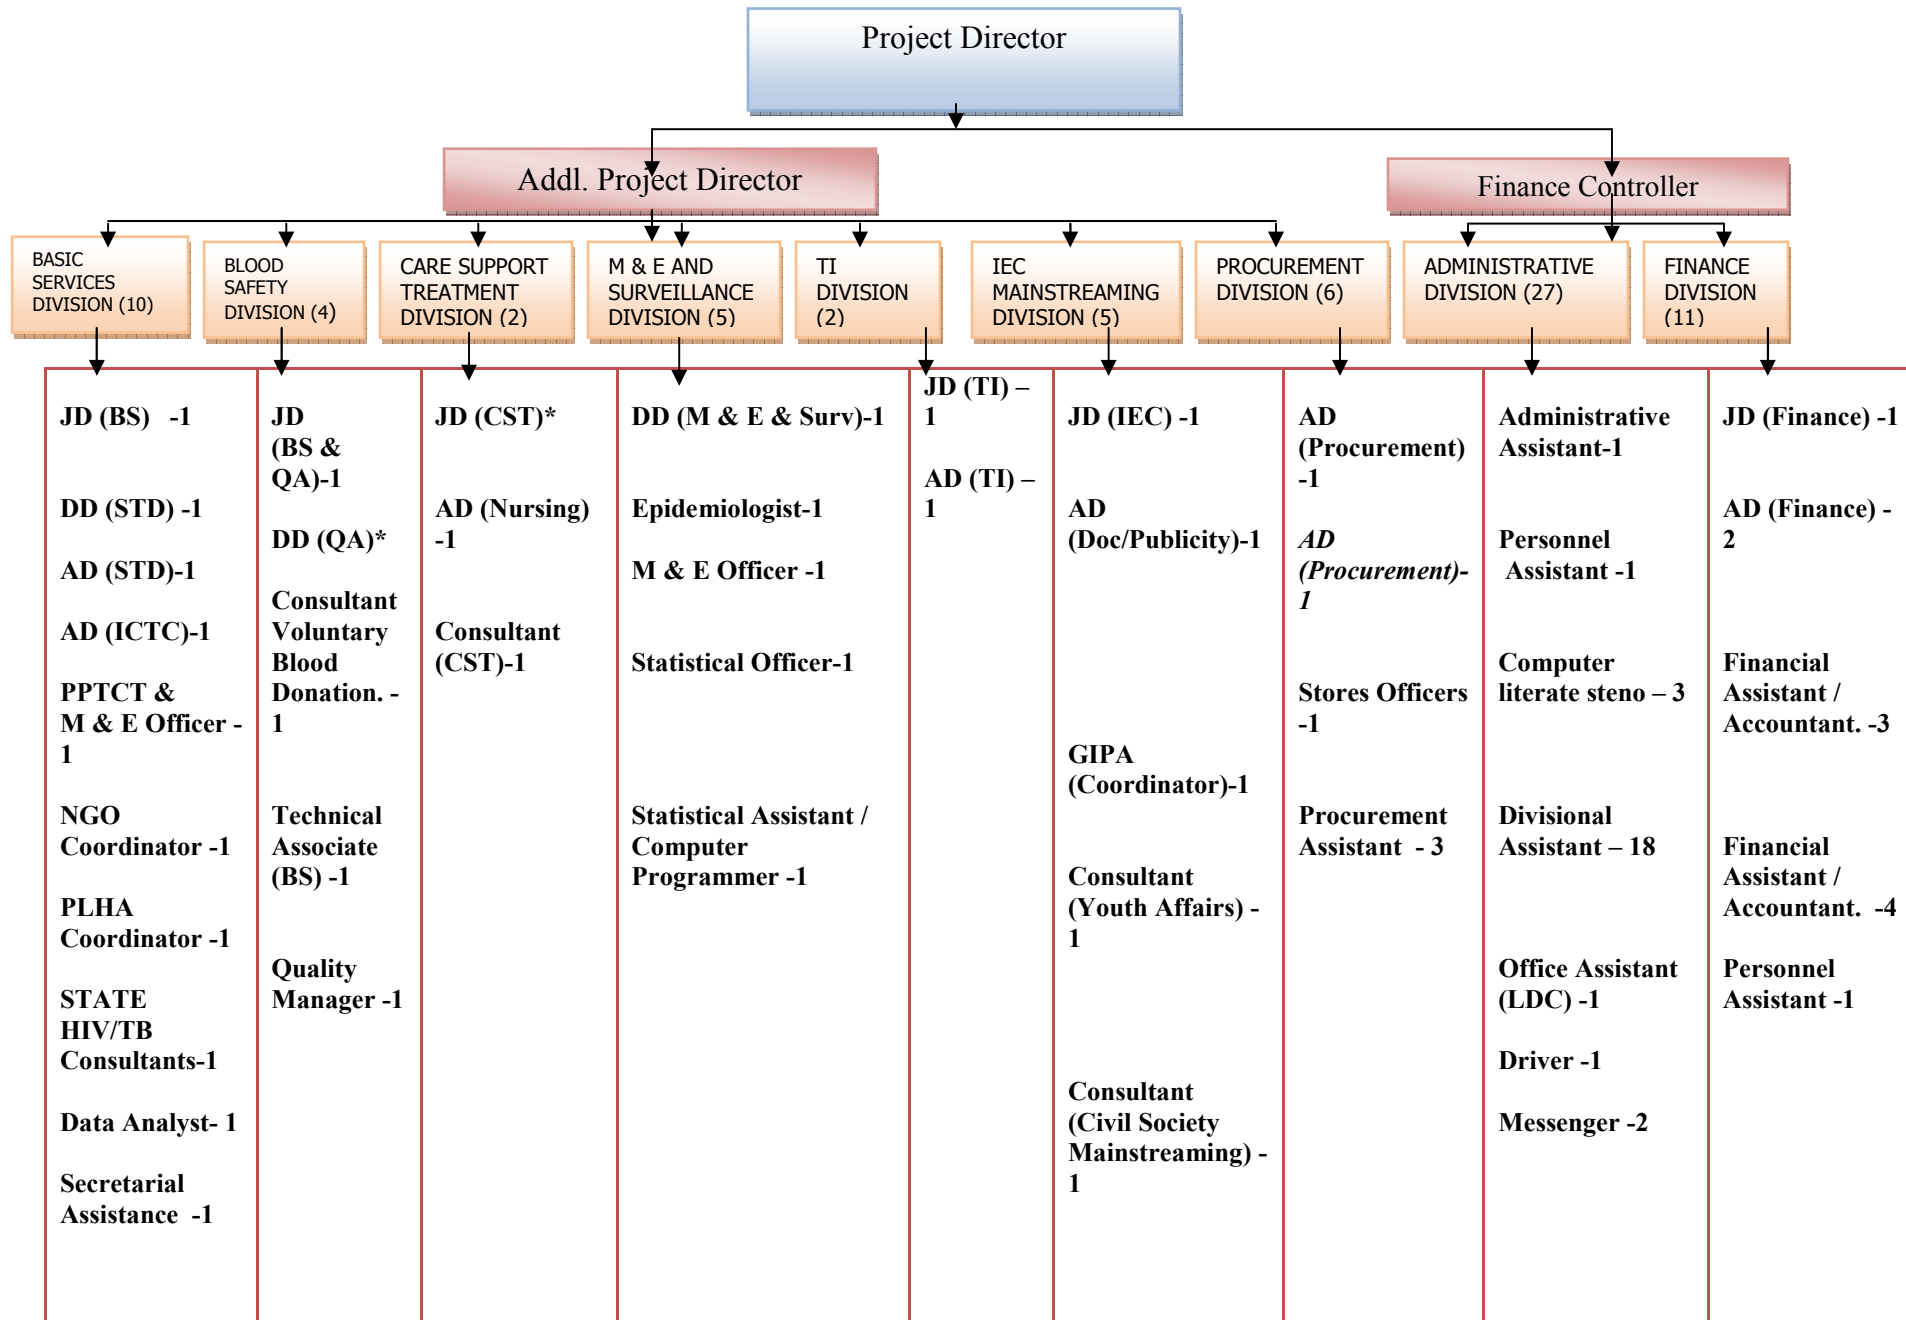 Project Director
Addl. Project Director
Finance Controller
BASIC
SERVICES
DIVISION (10)
BLOOD
SAFETY
DIVISION (4)
CARE SUPPORT
TREATMENT
DIVISION (2)
M & E AND
SURVEILLANCE
DIVISION (5)
TI
DIVISION
(2)
IEC
MAINSTREAMING
DIVISION (5)
PROCUREMENT
DIVISION (6)
ADMINISTRATIVE
DIVISION (27)
FINANCE
DIVISION
(11)
JD (BS) -1
DD (STD) -1
AD (STD)-1
AD (ICTC)-1
PPTCT &
M & E Officer -
1
NGO
Coordinator -1
PLHA
Coordinator -1
STATE
HIV/TB
Consultants-1
Data Analyst- 1
Secretarial
Assistance -1
JD
(BS &
QA)-1
DD (QA)*
Consultant
Voluntary
Blood
Donation. -
1
Technical
Associate
(BS) -1
Quality
Manager -1
JD (CST)*
AD (Nursing)
-1
Consultant
(CST)-1
DD (M & E & Surv)-1
Epidemiologist-1
M & E Officer -1
Statistical Officer-1
Statistical Assistant /
Computer
Programmer -1
JD (TI) –
1
AD (TI) –
1
JD (IEC) -1
AD
(Doc/Publicity)-1
GIPA
(Coordinator)-1
Consultant
(Youth Affairs) -
1
Consultant
(Civil Society
Mainstreaming) -
1
AD
(Procurement)
-1
AD
(Procurement)-
1
Stores Officers
-1
Procurement
Assistant - 3
Administrative
Assistant-1
Personnel
Assistant -1
Computer
literate steno – 3
Divisional
Assistant – 18
Office Assistant
(LDC) -1
Driver -1
Messenger -2
JD (Finance) -1
AD (Finance) -
2
Financial
Assistant /
Accountant. -3
Financial
Assistant /
Accountant. -4
Personnel
Assistant -1